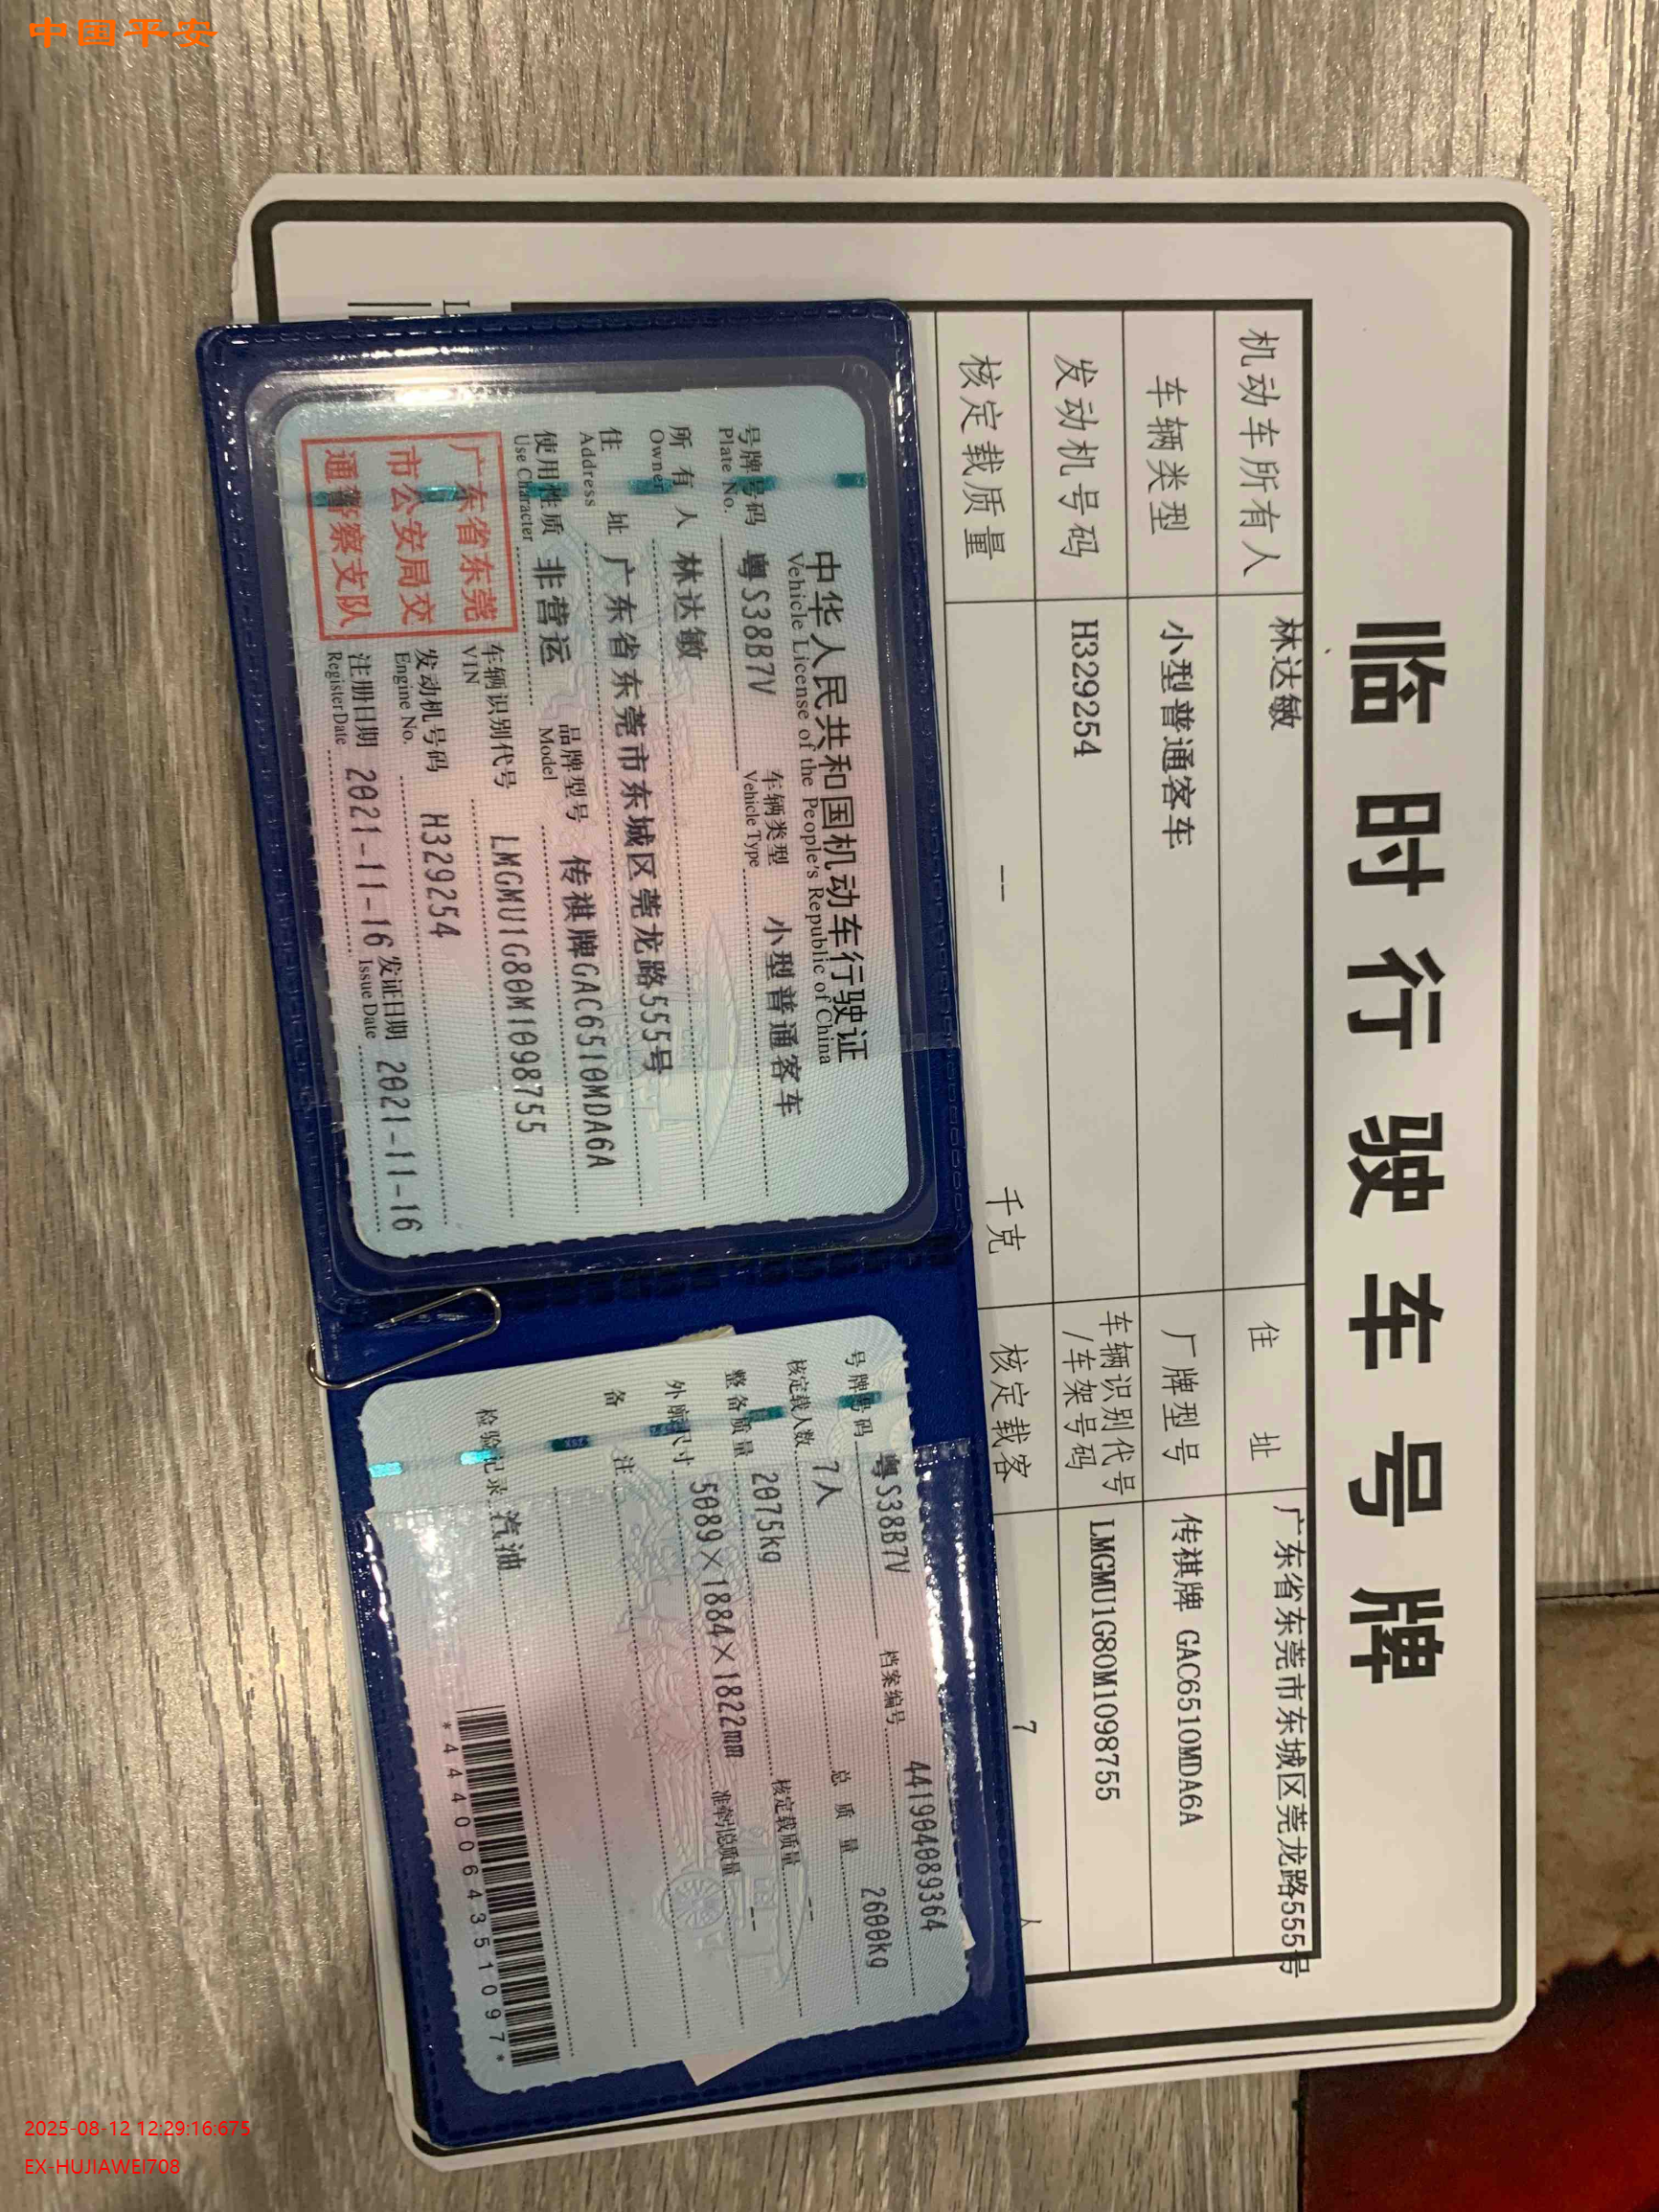 中国平安
临时行驶车号牌
机动车所有人 林达敏 住 址 广东省东莞市东城区莞龙路555号
车辆类型 小型普通客车 厂牌型号 传祺牌 GAC6510MDA6A
发动机号码 H329254 车辆识别代号/车架号码 LMGMU1G80M1098755
核定载质量 -- 千克 核定载客 7 人
中华人民共和国机动车行驶证
Vehicle License of the People's Republic of China
号牌号码 粤S38B7V 车辆类型 小型普通客车
Plate No. Vehicle Type
所有人 林达敏
Owner
住 址 广东省东莞市东城区莞龙路555号
Address
使用性质 非营运 品牌型号 传祺牌GAC6510MDA6A
Use Character Model
广东省东莞
市公安局交
通警察支队
车辆识别代号 LMGMU1G80M1098755
VIN
发动机号码 H329254
Engine No.
注册日期 2021-11-16 发证日期 2021-11-16
Register Date Issue Date
号牌号码 粤S38B7V 档案编号 441904089364
核定载人数 7人 总质量 2600kg
整备质量 2075kg 核定载质量 --
外廓尺寸 5089×1884×1822mm 准牵引总质量 --
备 注
检验记录 汽油
*4440064351097*
2025-08-12 12:29:16:675
EX-HUJIAWEI708